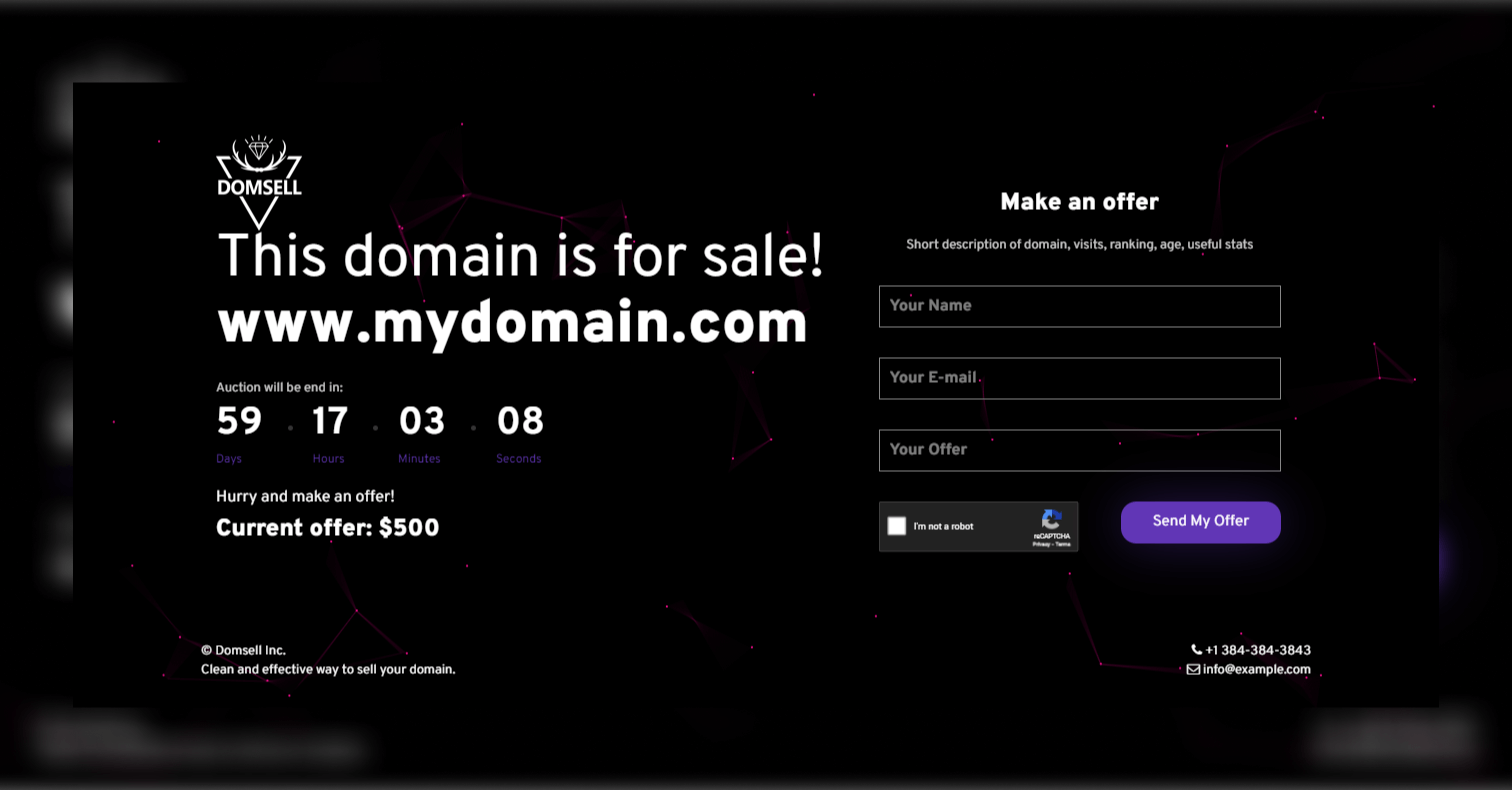 DOMSELL
This domain is for sale!
www.mydomain.com
Auction will be end in:
59 . 17 . 03 . 08
Days Hours Minutes Seconds
Hurry and make an offer!
Current offer: $500
Make an offer
Short description of domain, visits, ranking, age, useful stats
Your Name
Your E-mail
Your Offer
I'm not a robot
reCAPTCHA
Privacy - Terms
Send My Offer
© Domsell Inc.
Clean and effective way to sell your domain.
+1 384-384-3843
info@example.com